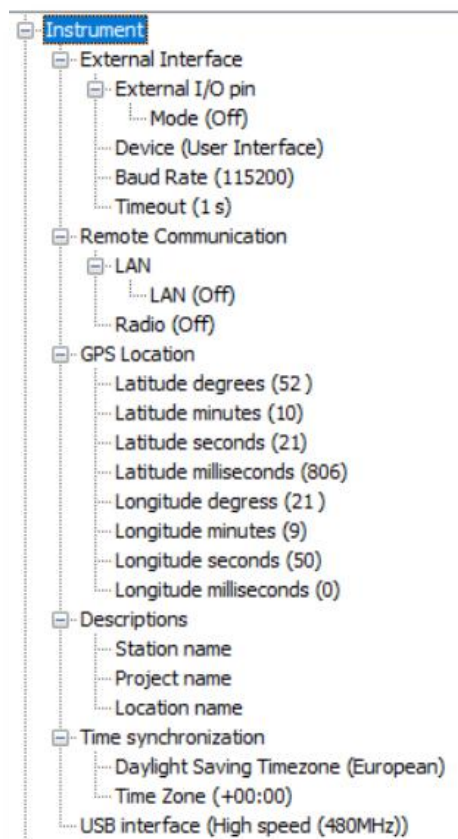 Instrument
External Interface
External I/O pin
Mode (Off)
Device (User Interface)
Baud Rate (115200)
Timeout (1 s)
Remote Communication
LAN
LAN (Off)
Radio (Off)
GPS Location
Latitude degrees (52 )
Latitude minutes (10)
Latitude seconds (21)
Latitude milliseconds (806)
Longitude degress (21 )
Longitude minutes (9)
Longitude seconds (50)
Longitude milliseconds (0)
Descriptions
Station name
Project name
Location name
Time synchronization
Daylight Saving Timezone (European)
Time Zone (+00:00)
USB interface (High speed (480MHz))